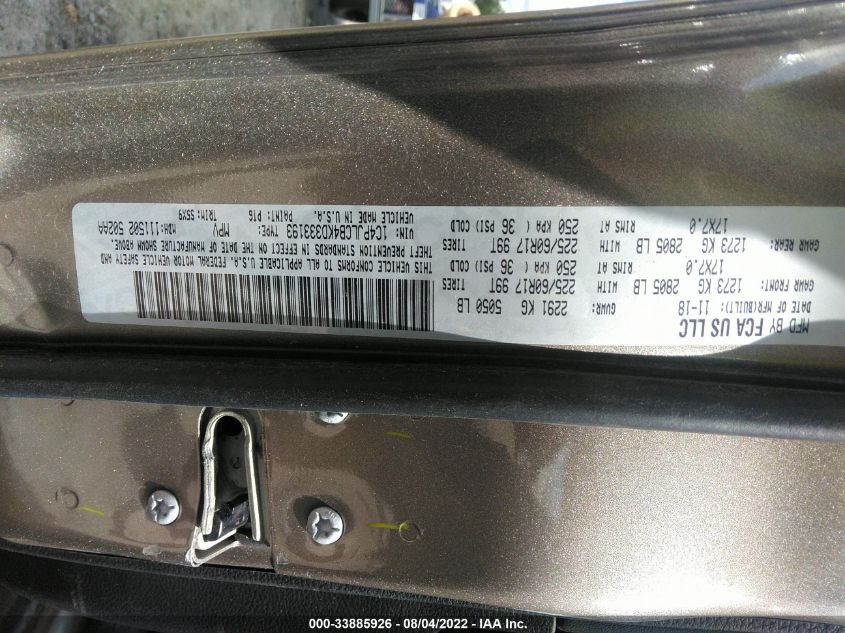 MFD BY FCA US LLC
DATE OF MFR(BUILT): 11-18 GVWR: 2291 KG 5050 LB
GAWR FRONT: 1273 KG 2805 LB WITH 225/60R17 99T TIRES
17X7.0 RIMS AT 250 KPA ( 36 PSI) COLD
GAWR REAR: 1273 KG 2805 LB WITH 225/60R17 99T TIRES
17X7.0 RIMS AT 250 KPA ( 36 PSI) COLD
THIS VEHICLE CONFORMS TO ALL APPLICABLE FEDERAL MOTOR VEHICLE SAFETY AND
THEFT PREVENTION STANDARDS IN EFFECT ON THE DATE OF MANUFACTURE SHOWN ABOVE.
VIN: 1C4PJLCB4KD333193 TYPE: MPV MDH:111502 502AA
VEHICLE MADE IN U.S.A. PAINT: PT6 TRIM: S5X9
000-33885926 - 08/04/2022 - IAA Inc.